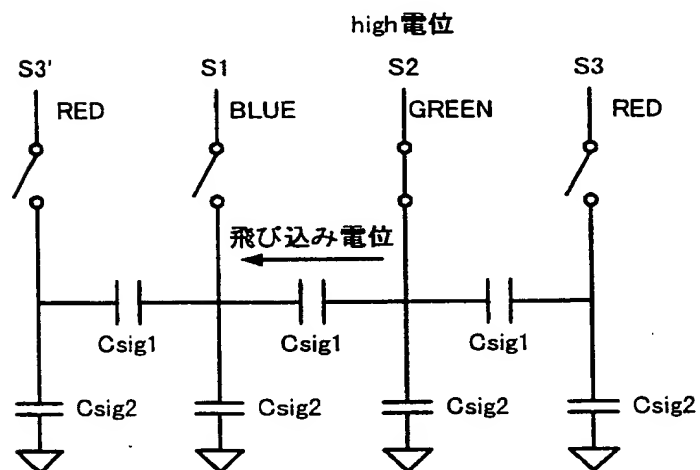 high電位
S3' S1 S2 S3
RED BLUE GREEN RED
飛び込み電位
Csig1 Csig1 Csig1
Csig2 Csig2 Csig2 Csig2